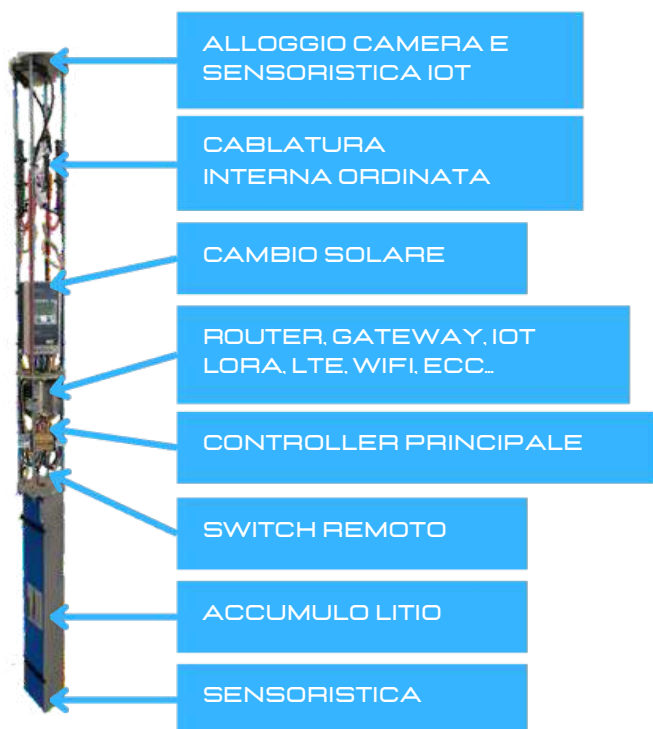 ALLOGGIO CAMERA E
SENSORISTICA IOT
CABLATURA
INTERNA ORDINATA
CAMBIO SOLARE
ROUTER, GATEWAY, IOT
LORA, LTE, WIFI, ECC...
CONTROLLER PRINCIPALE
SWITCH REMOTO
ACCUMULO LITIO
SENSORISTICA